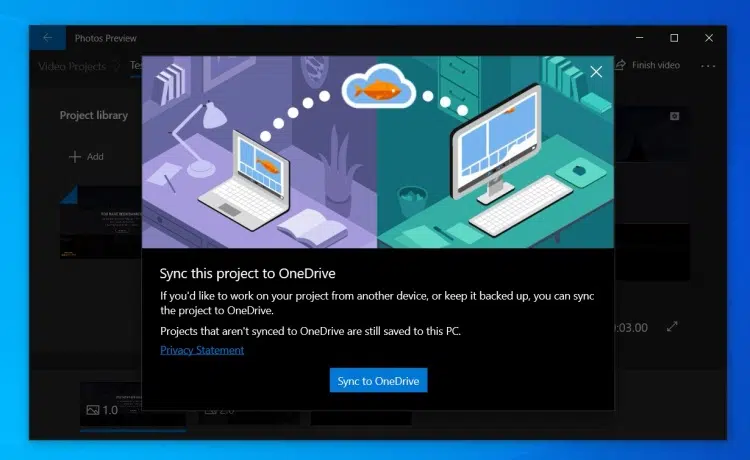 Photos Preview
Video Projects
Finish video
Project library
Add
Sync this project to OneDrive
If you'd like to work on your project from another device, or keep it backed up, you can sync
the project to OneDrive.
Projects that aren't synced to OneDrive are still saved to this PC.
Privacy Statement
:03.00
Sync to OneDrive
1.0
2.0